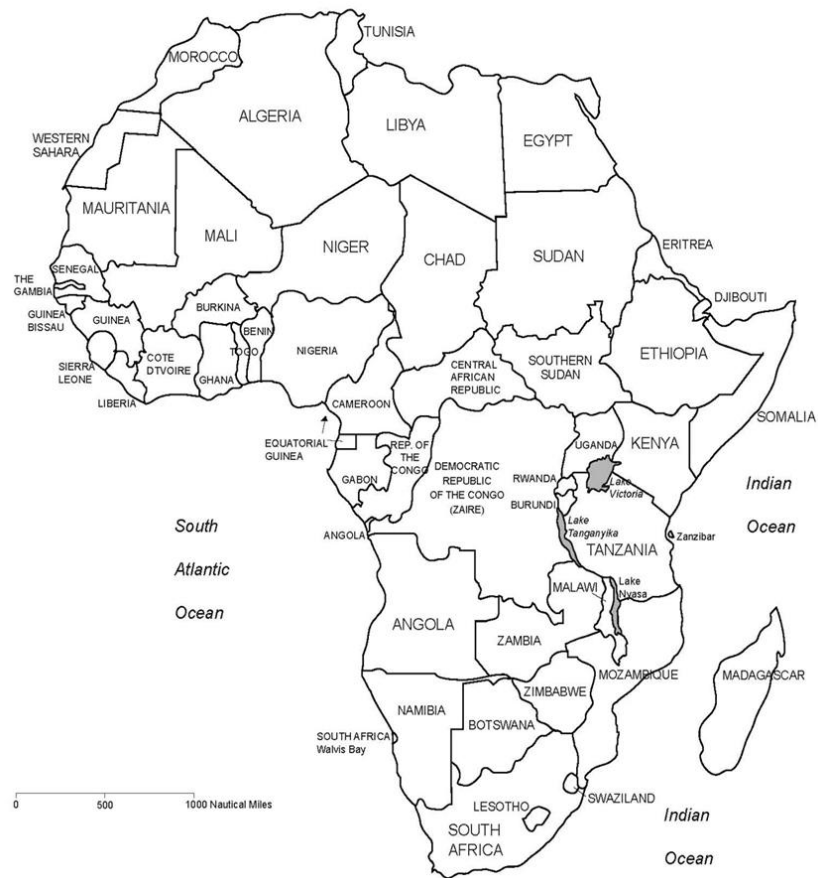 TUNISIA
MOROCCO
ALGERIA
LIBYA
EGYPT
WESTERN
SAHARA
MAURITANIA
MALI
NIGER
CHAD
SUDAN
ERITREA
SENEGAL
THE
GAMBIA
DJIBOUTI
GUINEA
BISSAU
GUINEA
BURKINA
BENIN
TOGO
NIGERIA
COTE
DTVOIRE
GHANA
SIERRA
LEONE
LIBERIA
CENTRAL
AFRICAN
REPUBLIC
SOUTHERN
SUDAN
ETHIOPIA
CAMEROON
SOMALIA
EQUATORIAL
GUINEA
REP. OF
THE
CONGO
GABON
DEMOCRATIC
REPUBLIC
OF THE CONGO
(ZAIRE)
UGANDA
KENYA
RWANDA
BURUNDI
Lake
Victoria
Lake
Tanganyika
Indian
Ocean
Zanzibar
TANZANIA
ANGOLA
South
Atlantic
Ocean
MALAWI
Lake
Nyasa
ANGOLA
ZAMBIA
MOZAMBIQUE
MADAGASCAR
ZIMBABWE
NAMIBIA
BOTSWANA
SOUTH AFRICA
Walvis Bay
0 500 1000 Nautical Miles
SWAZILAND
LESOTHO
SOUTH
AFRICA
Indian
Ocean